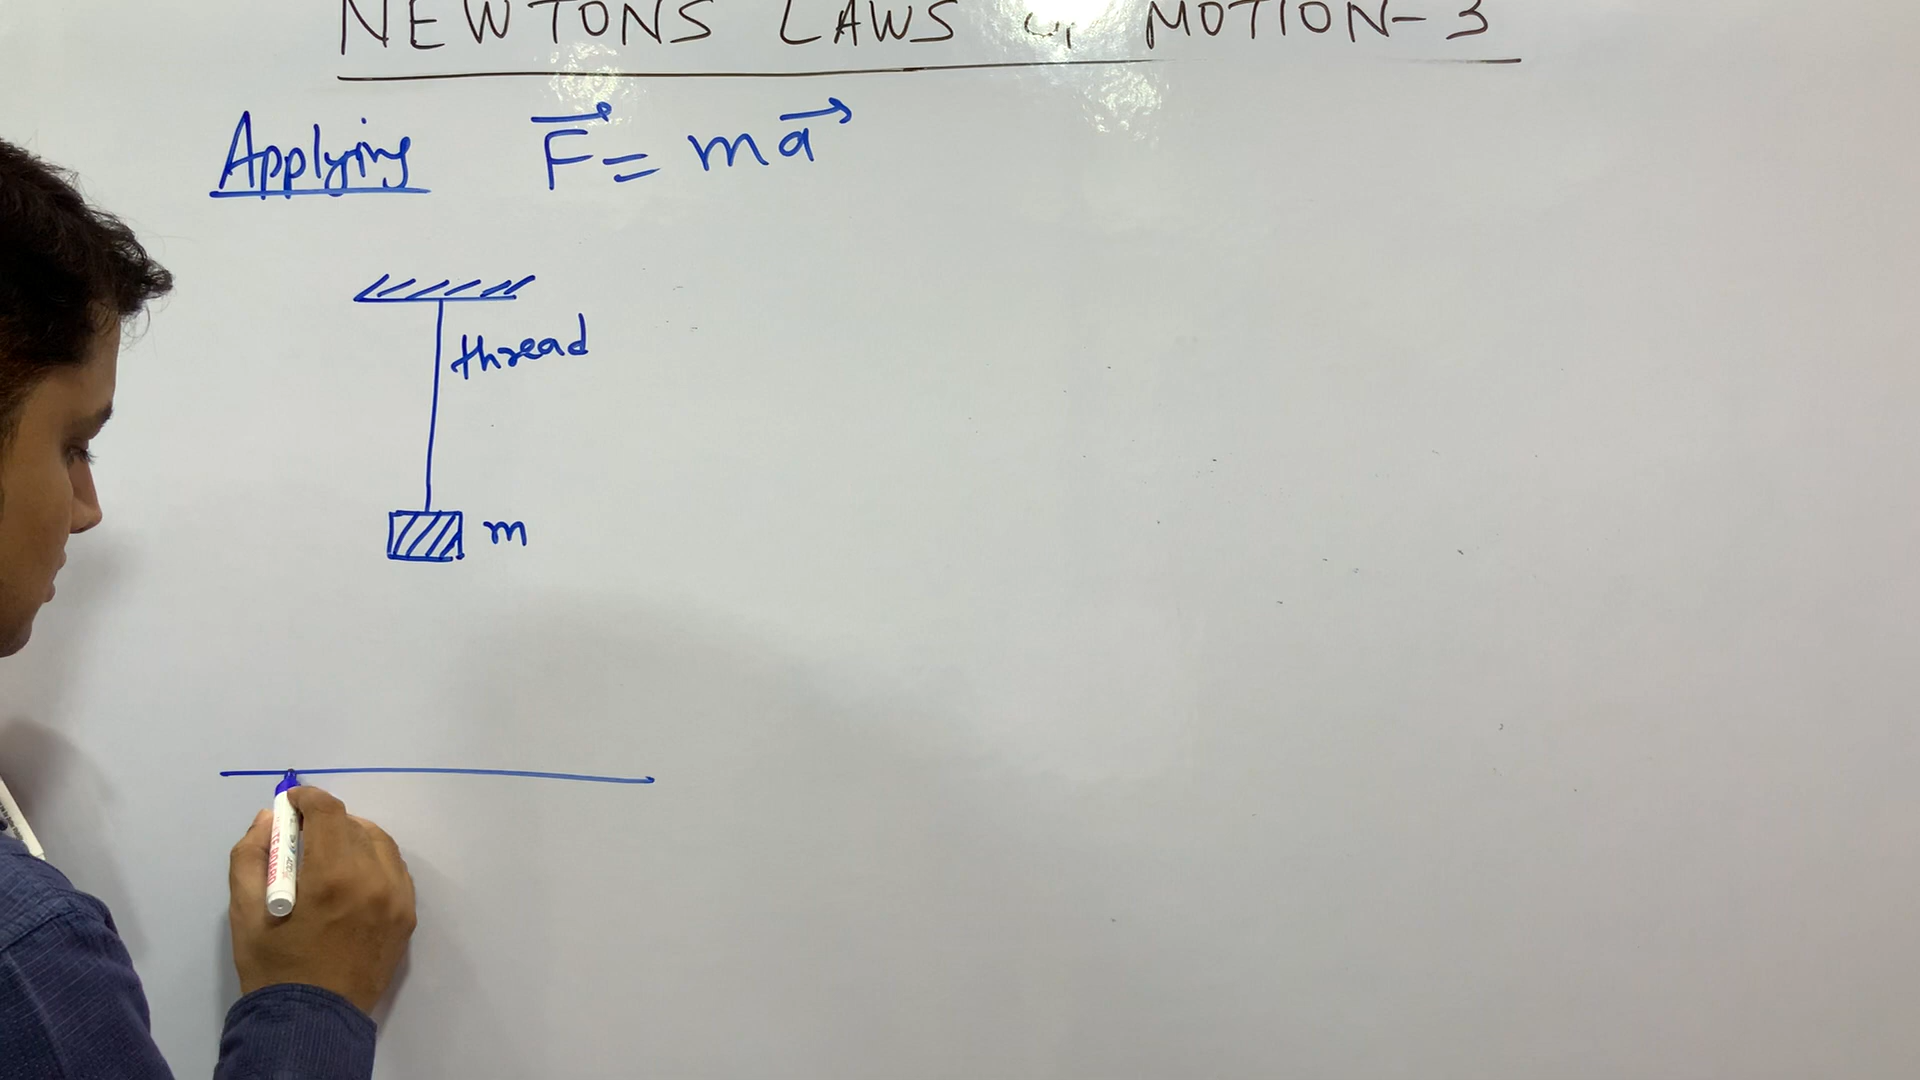 NEWTONS LAWS MOTION-3
Applying F⃗ = ma⃗
thread
m